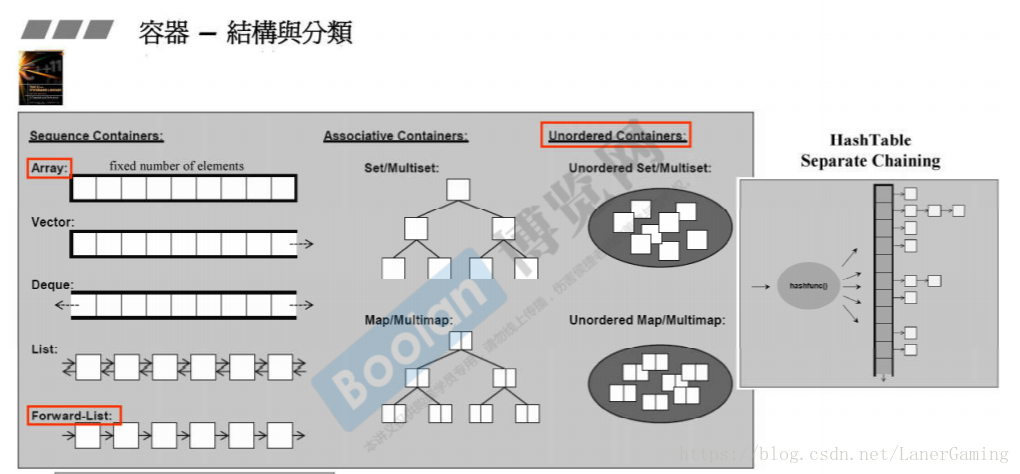 容器 – 結構與分類
C++11
Sequence Containers:
Associative Containers:
Unordered Containers:
Array:
fixed number of elements
Vector:
Deque:
List:
Forward-List:
Set/Multiset:
Map/Multimap:
Unordered Set/Multiset:
Unordered Map/Multimap:
HashTable
Separate Chaining
hashfunc()
Boolan
博览网
https://blog.csdn.net/LanerGaming